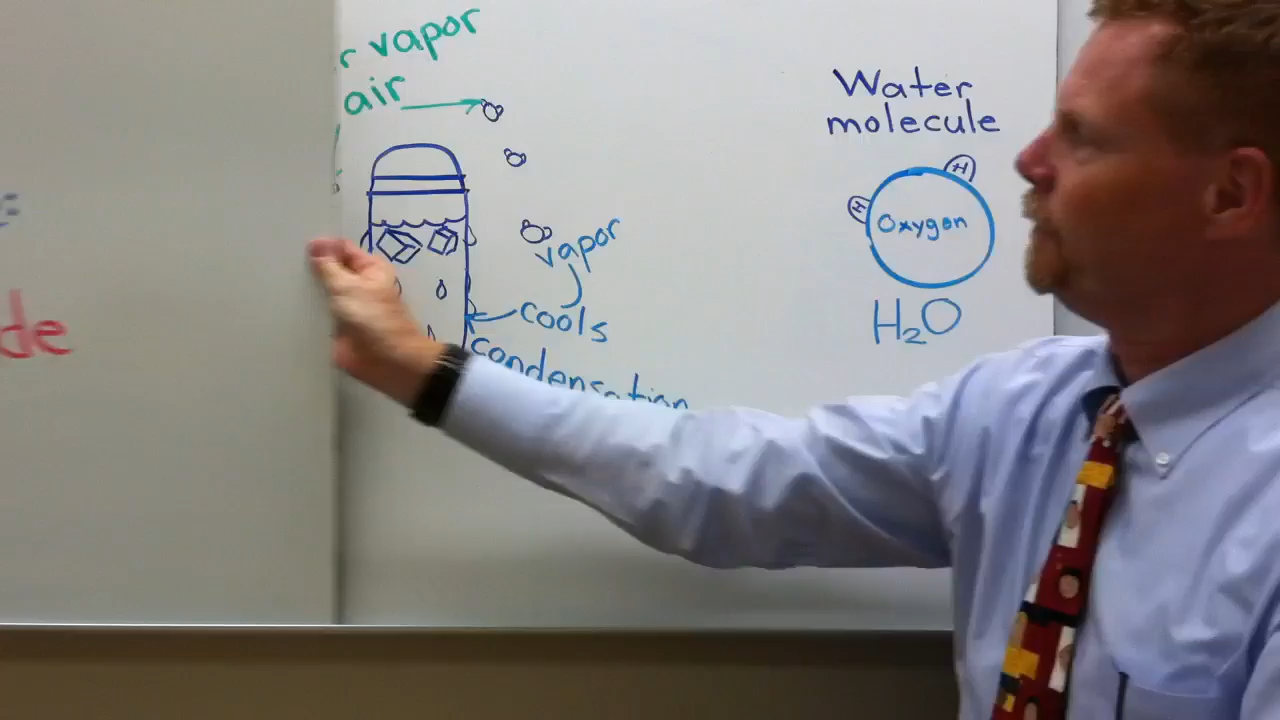 r vapor
air
de
vapor
cools
condensation
Water
molecule
H
H
Oxygen
H₂O